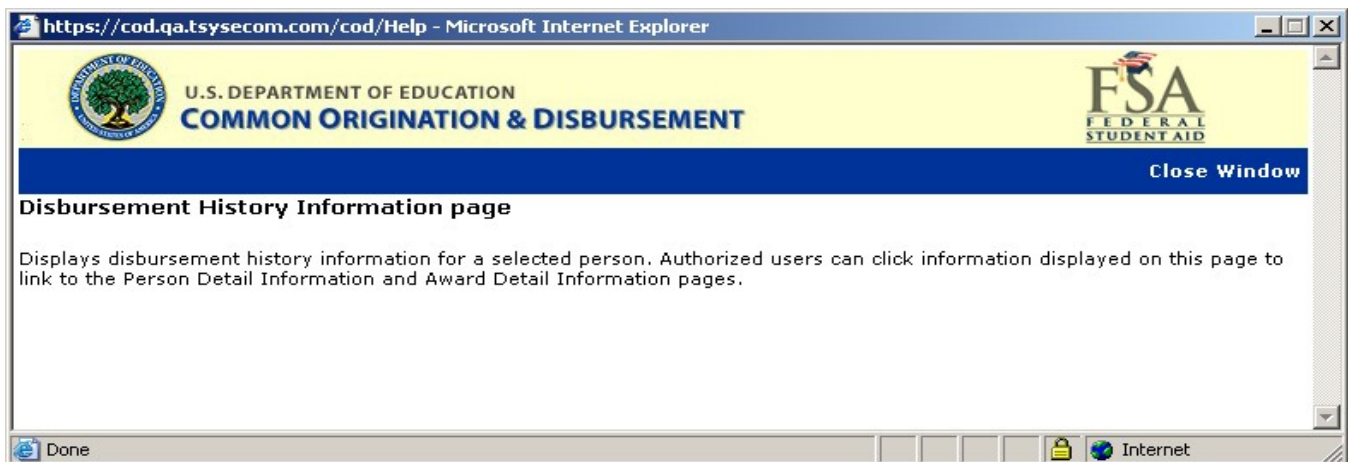 https://cod.qa.tsysecom.com/cod/Help - Microsoft Internet Explorer
U.S. DEPARTMENT OF EDUCATION
COMMON ORIGINATION & DISBURSEMENT
FSA
FEDERAL
STUDENT AID
Close Window
Disbursement History Information page
Displays disbursement history information for a selected person. Authorized users can click information displayed on this page to
link to the Person Detail Information and Award Detail Information pages.
Done
Internet